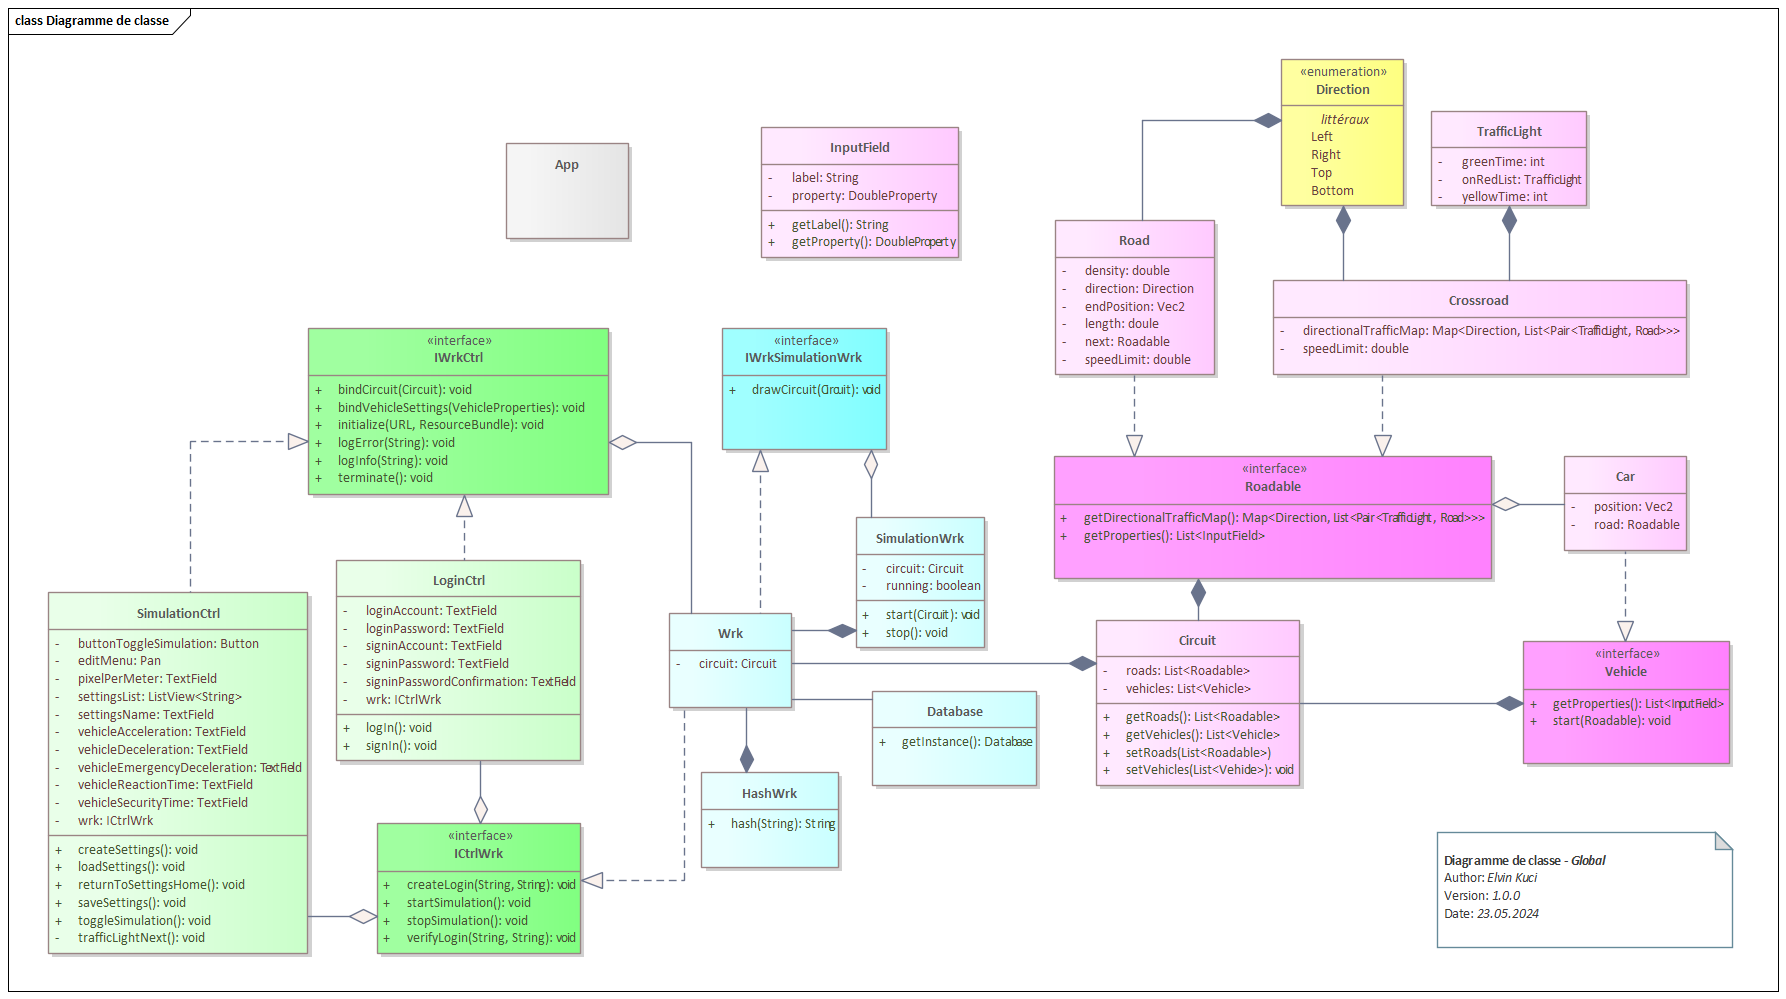 class Diagramme de classe
App
InputField
- label: String
- property: DoubleProperty
+ getLabel(): String
+ getProperty(): DoubleProperty
«enumeration»
Direction
littéraux
Left
Right
Top
Bottom
TrafficLight
- greenTime: int
- onRedList: TrafficLight
- yellowTime: int
Road
- density: double
- direction: Direction
- endPosition: Vec2
- length: doule
- next: Roadable
- speedLimit: double
Crossroad
- directionalTrafficMap: Map<Direction, List<Pair<TrafficLight, Road>>>
- speedLimit: double
«interface»
IWrkCtrl
+ bindCircuit(Circuit): void
+ bindVehicleSettings(VehicleProperties): void
+ initialize(URL, ResourceBundle): void
+ logError(String): void
+ logInfo(String): void
+ terminate(): void
«interface»
IWrkSimulationWrk
+ drawCircuit(Circuit): void
«interface»
Roadable
+ getDirectionalTrafficMap(): Map<Direction, List<Pair<TrafficLight, Road>>>
+ getProperties(): List<InputField>
Car
- position: Vec2
- road: Roadable
SimulationWrk
- circuit: Circuit
- running: boolean
+ start(Circuit): void
+ stop(): void
LoginCtrl
- loginAccount: TextField
- loginPassword: TextField
- signinAccount: TextField
- signinPassword: TextField
- signinPasswordConfirmation: TextField
- wrk: ICtrlWrk
+ logIn(): void
+ signIn(): void
SimulationCtrl
- buttonToggleSimulation: Button
- editMenu: Pan
- pixelPerMeter: TextField
- settingsList: ListView<String>
- settingsName: TextField
- vehicleAcceleration: TextField
- vehicleDeceleration: TextField
- vehicleEmergencyDeceleration: TextField
- vehicleReactionTime: TextField
- vehicleSecurityTime: TextField
- wrk: ICtrlWrk
+ createSettings(): void
+ loadSettings(): void
+ returnToSettingsHome(): void
+ saveSettings(): void
+ toggleSimulation(): void
- trafficLightNext(): void
Wrk
- circuit: Circuit
Circuit
- roads: List<Roadable>
- vehicles: List<Vehicle>
+ getRoads(): List<Roadable>
+ getVehicles(): List<Vehicle>
+ setRoads(List<Roadable>)
+ setVehicles(List<Vehicle>): void
«interface»
Vehicle
+ getProperties(): List<InputField>
+ start(Roadable): void
Database
+ getInstance(): Database
HashWrk
+ hash(String): String
«interface»
ICtrlWrk
+ createLogin(String, String): void
+ startSimulation(): void
+ stopSimulation(): void
+ verifyLogin(String, String): void
Diagramme de classe - Global
Author: Elvin Kuci
Version: 1.0.0
Date: 23.05.2024